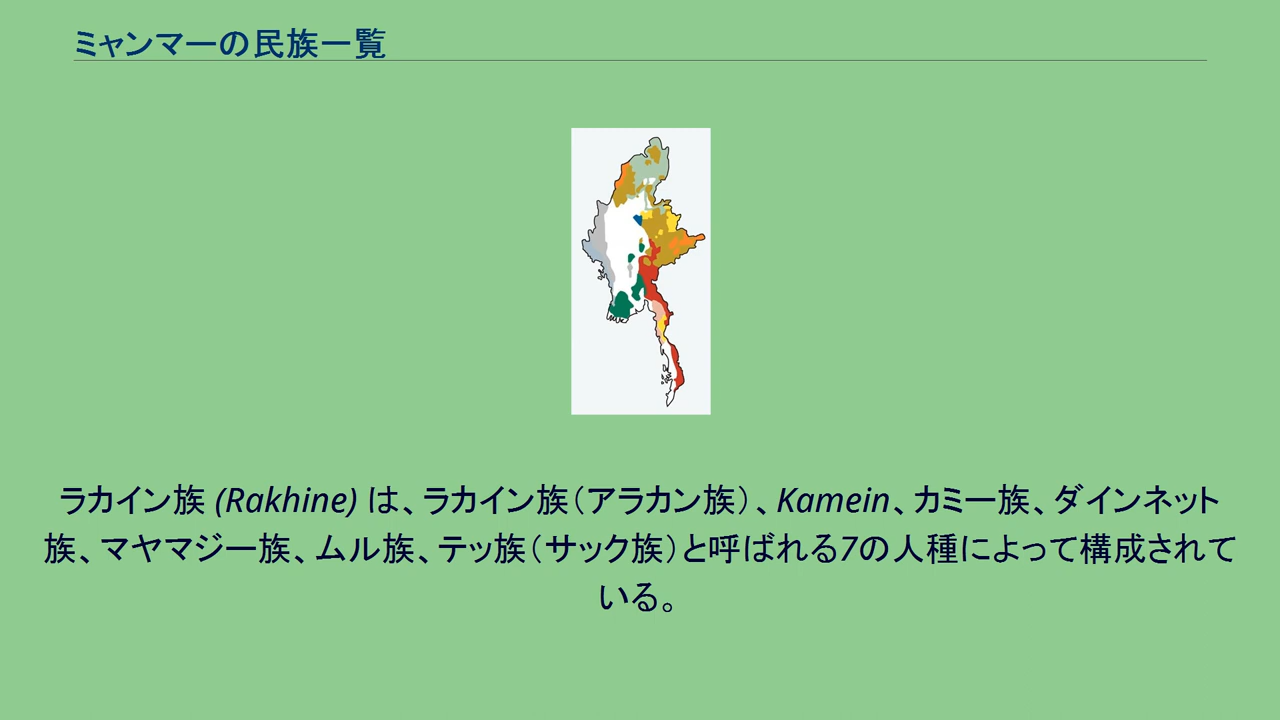 ミャンマーの民族一覧
ラカイン族 (Rakhine) は、ラカイン族（アラカン族）、Kamein、カミー族、ダインネット
族、マヤマジー族、ムル族、テッ族（サック族）と呼ばれる7の人種によって構成されて
いる。